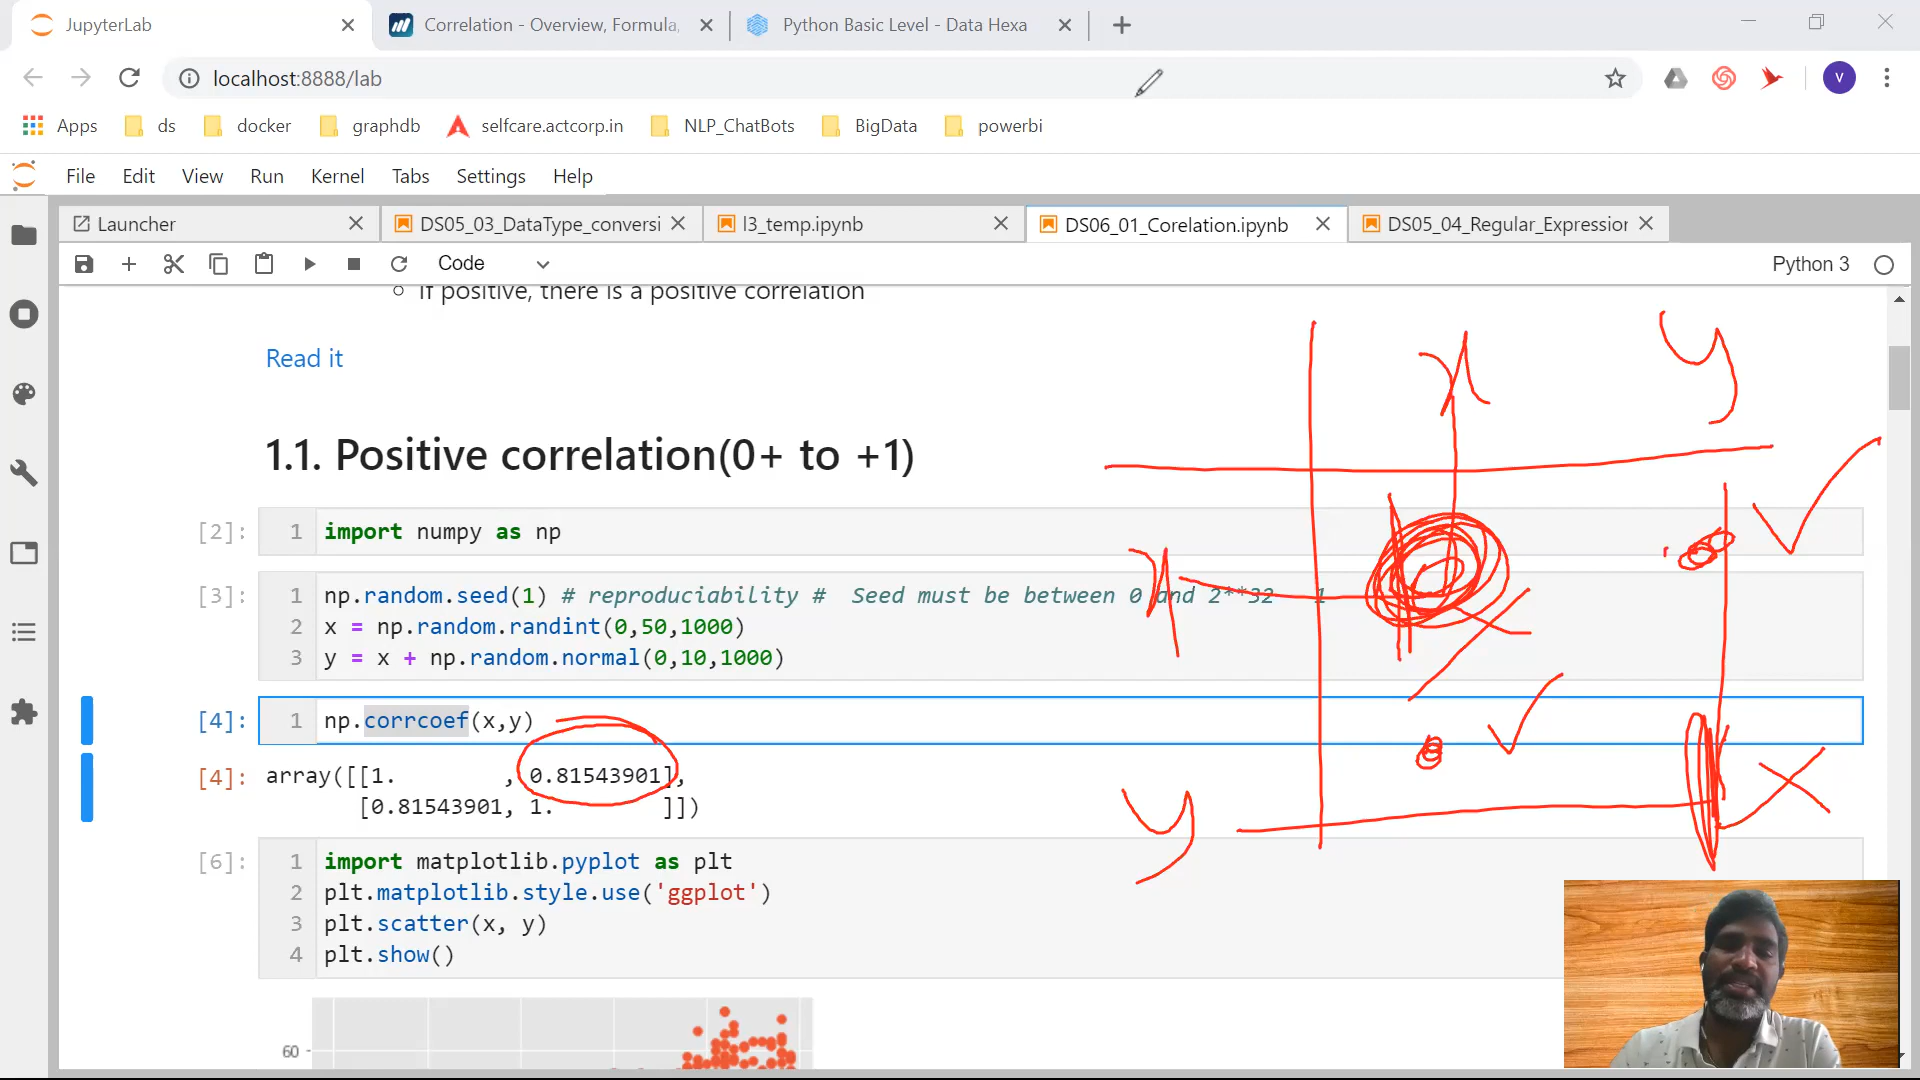 JupyterLab
Correlation - Overview, Formula,
Python Basic Level - Data Hexa
localhost:8888/lab
V
Apps
ds
docker
graphdb
selfcare.actcorp.in
NLP_ChatBots
BigData
powerbi
File Edit View Run Kernel Tabs Settings Help
Launcher
DS05_03_DataType_conversi
l3_temp.ipynb
DS06_01_Corelation.ipynb
DS05_04_Regular_Expression
Code
Python 3
If positive, there is a positive correlation
Read it
x y
1.1. Positive correlation(0+ to +1)
[2]: 1 import numpy as np
x
[3]: 1 np.random.seed(1) # reproduciability # Seed must be between 0 and 2**32 1
2 x = np.random.randint(0,50,1000)
3 y = x + np.random.normal(0,10,1000)
[4]: 1 np.corrcoef(x,y)
[4]: array([[1. , 0.81543901],
[0.81543901, 1. ]])
y
[6]: 1 import matplotlib.pyplot as plt
2 plt.matplotlib.style.use('ggplot')
3 plt.scatter(x, y)
4 plt.show()
60